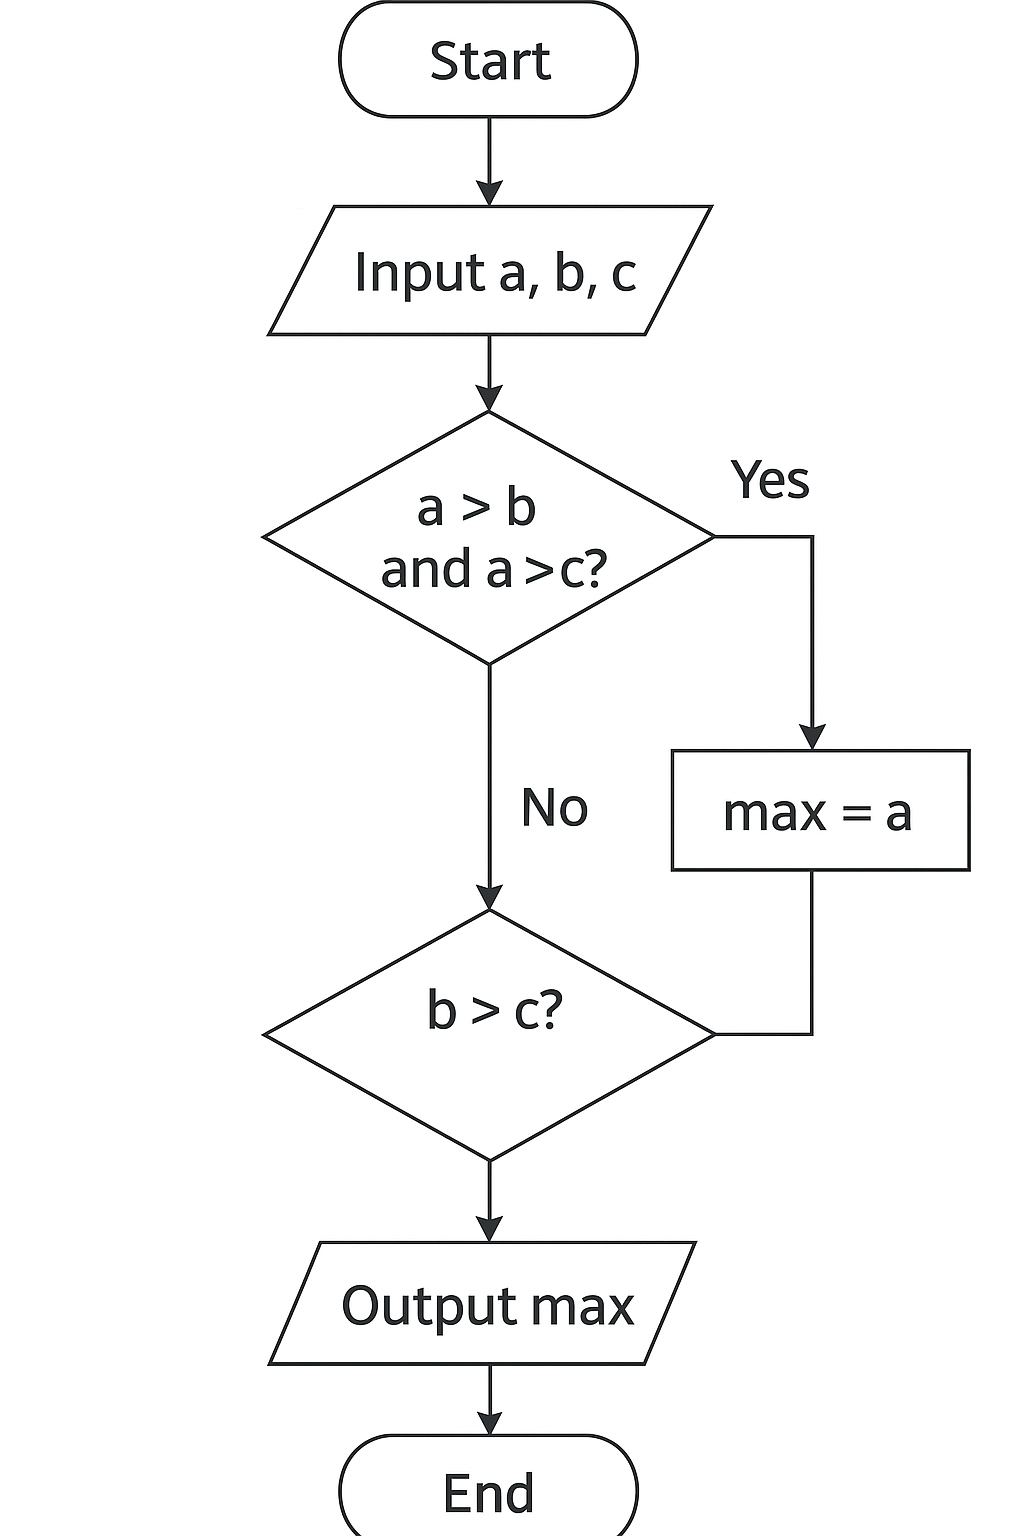 Start
Input a, b, c
a > b
and a >c?
Yes
No
max = a
b > c?
Output max
End